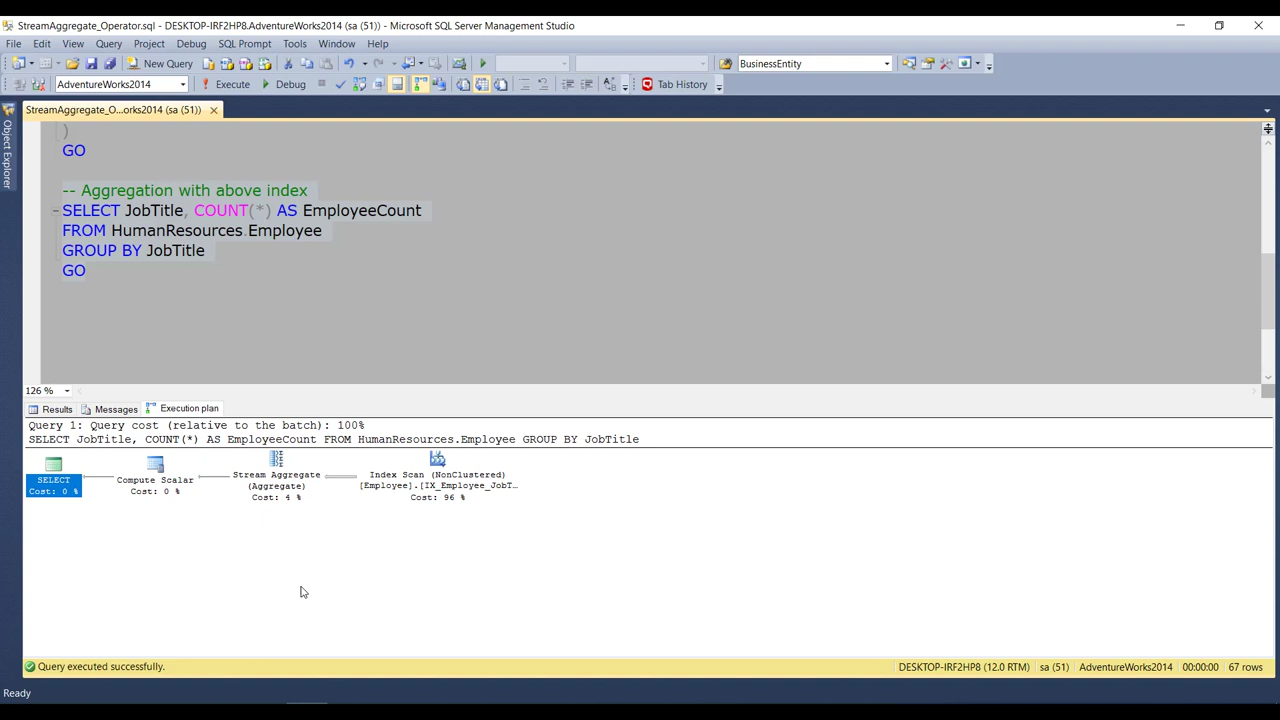 StreamAggregate_Operator.sql - DESKTOP-IRF2HP8.AdventureWorks2014 (sa (51)) - Microsoft SQL Server Management Studio
File Edit View Query Project Debug SQL Prompt Tools Window Help
New Query BusinessEntity
AdventureWorks2014 Execute Debug Tab History
StreamAggregate_O...orks2014 (sa (51))
Object Explorer
)
GO
-- Aggregation with above index
SELECT JobTitle, COUNT(*) AS EmployeeCount
FROM HumanResources.Employee
GROUP BY JobTitle
GO
126 %
Results Messages Execution plan
Query 1: Query cost (relative to the batch): 100%
SELECT JobTitle, COUNT(*) AS EmployeeCount FROM HumanResources.Employee GROUP BY JobTitle
SELECT
Cost: 0 %
Compute Scalar
Cost: 0 %
Stream Aggregate
(Aggregate)
Cost: 4 %
Index Scan (NonClustered)
[Employee].[IX_Employee_JobT…
Cost: 96 %
Query executed successfully. DESKTOP-IRF2HP8 (12.0 RTM) sa (51) AdventureWorks2014 00:00:00 67 rows
Ready